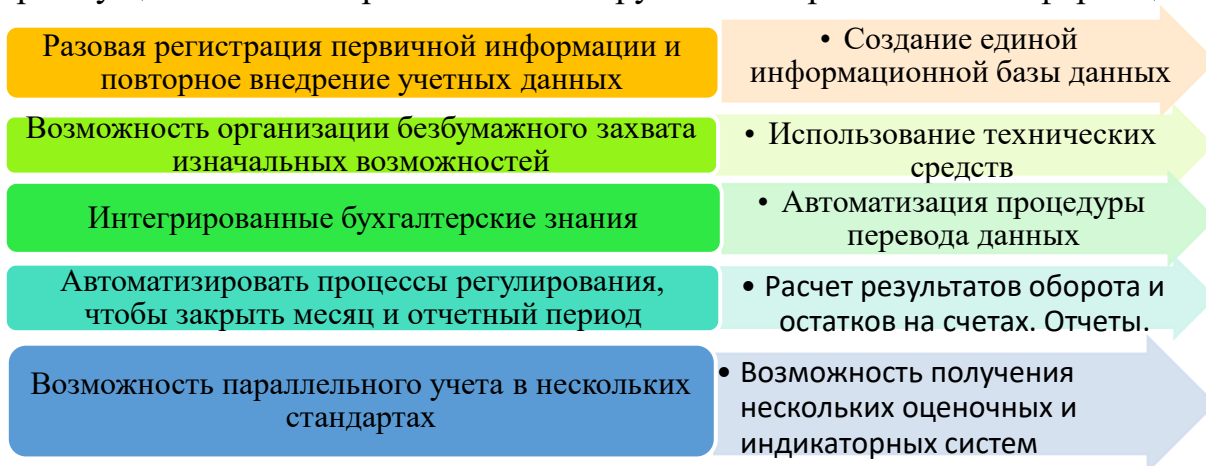 Разовая регистрация первичной информации и
повторное внедрение учетных данных
• Создание единой
информационной базы данных
Возможность организации безбумажного захвата
изначальных возможностей
• Использование технических
средств
Интегрированные бухгалтерские знания
• Автоматизация процедуры
перевода данных
Автоматизировать процессы регулирования,
чтобы закрыть месяц и отчетный период
• Расчет результатов оборота и
остатков на счетах. Отчеты.
Возможность параллельного учета в нескольких
стандартах
• Возможность получения
нескольких оценочных и
индикаторных систем